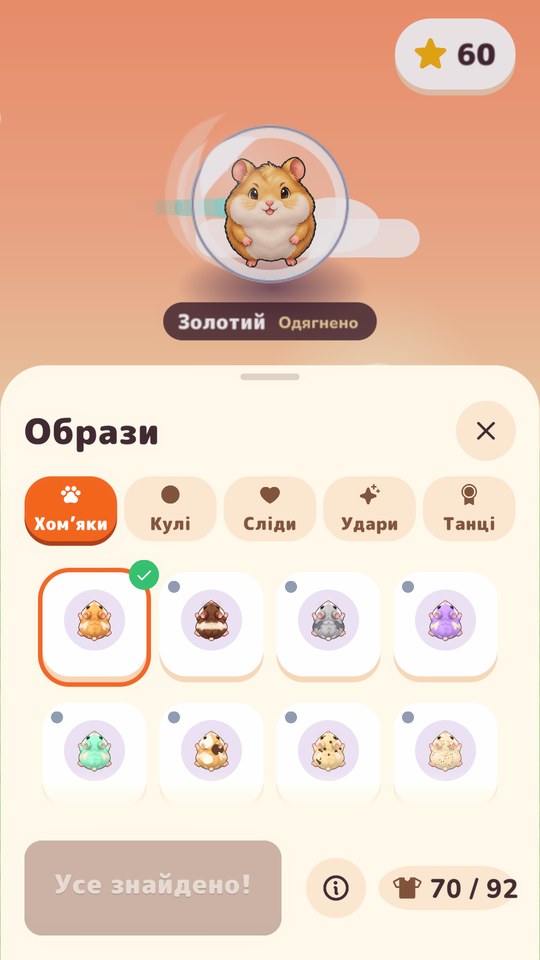 60
Золотий Одягнено
Образи
Хом’яки Кулі Сліди Удари Танці
Усе знайдено!
70 / 92